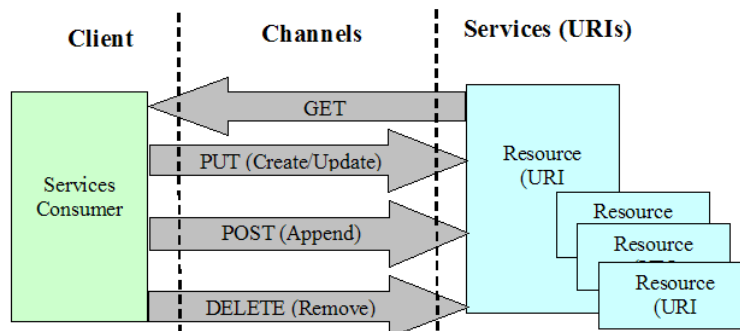 Client
Channels
Services (URIs)
GET
PUT (Create/Update)
POST (Append)
DELETE (Remove)
Services
Consumer
Resource
(URI
Resource
Resource
Resource
(URI